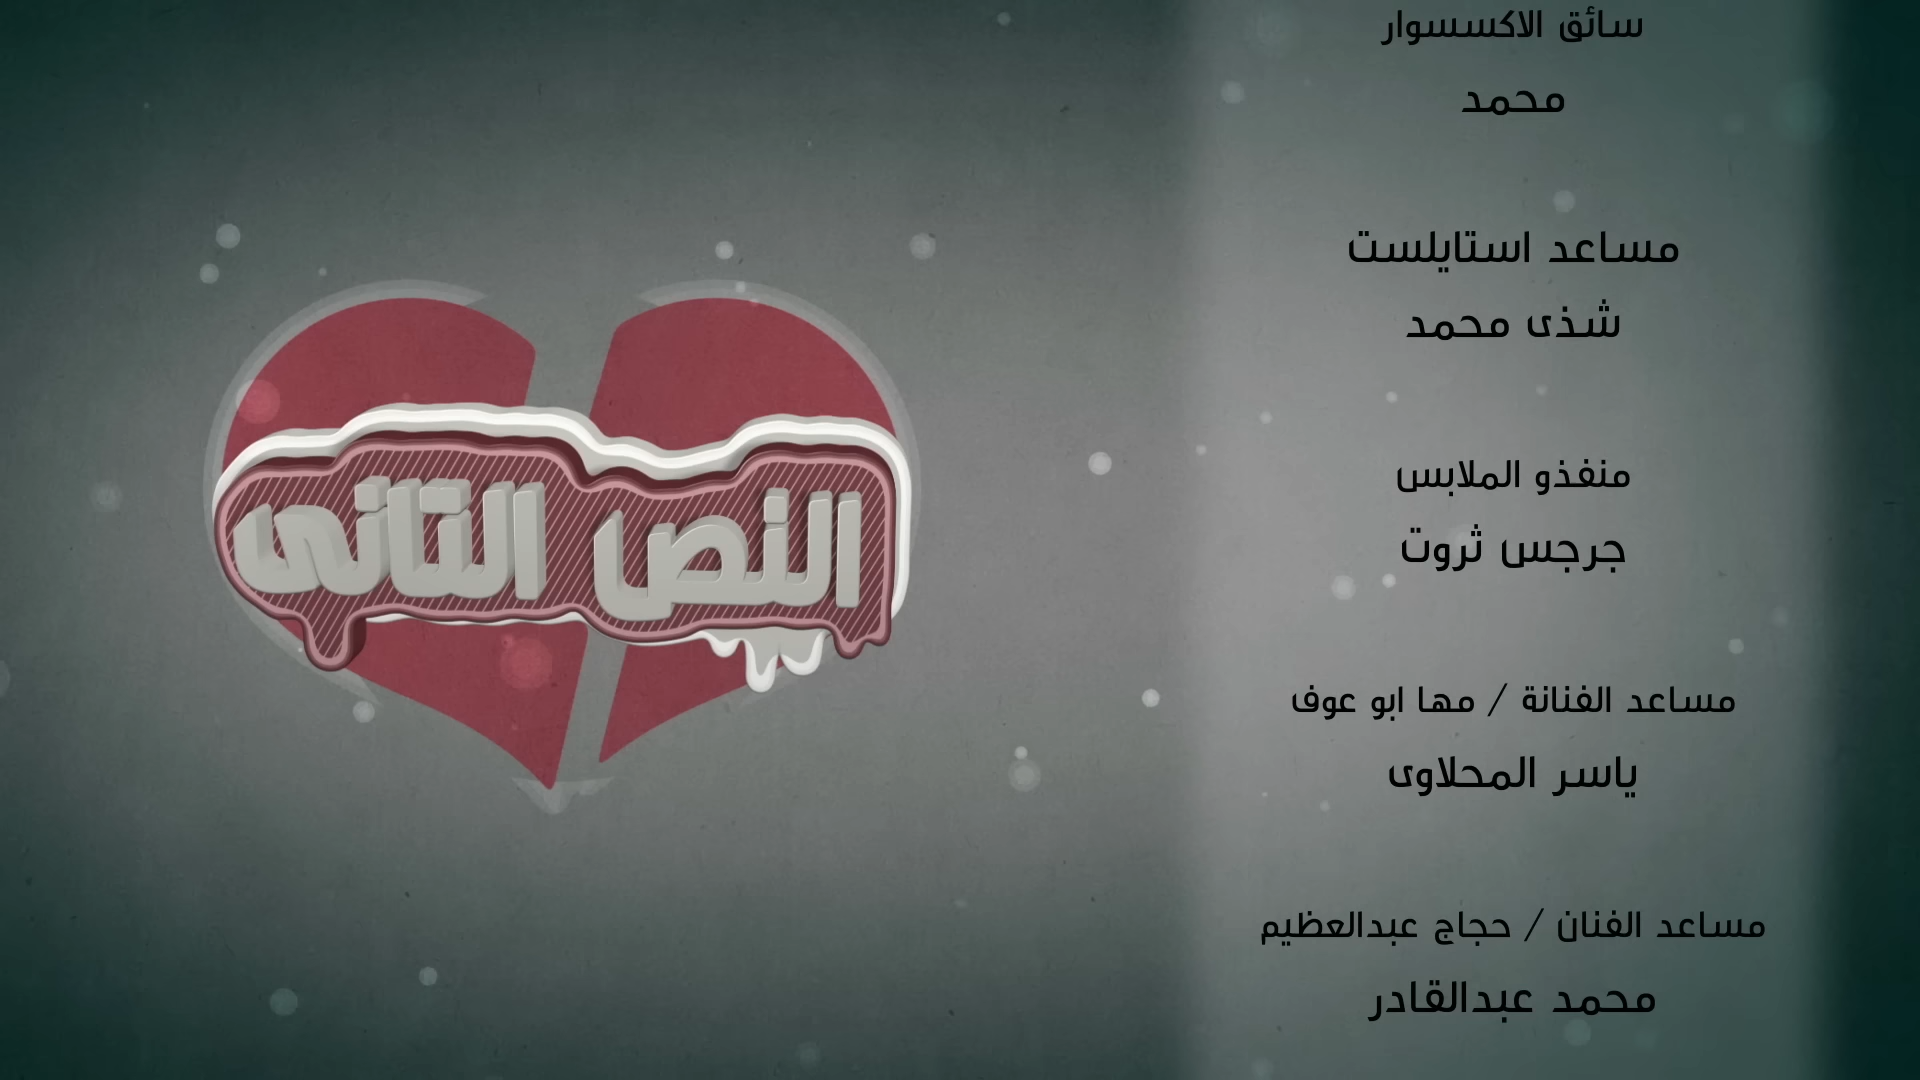 سائق الاكسسوار
محمد
مساعد استايلست
شذى محمد
منفذو الملابس
جرجس ثروت
مساعد الفنانة / مها ابو عوف
ياسر المحلاوى
مساعد الفنان / حجاج عبدالعظيم
محمد عبدالقادر
النص التانى